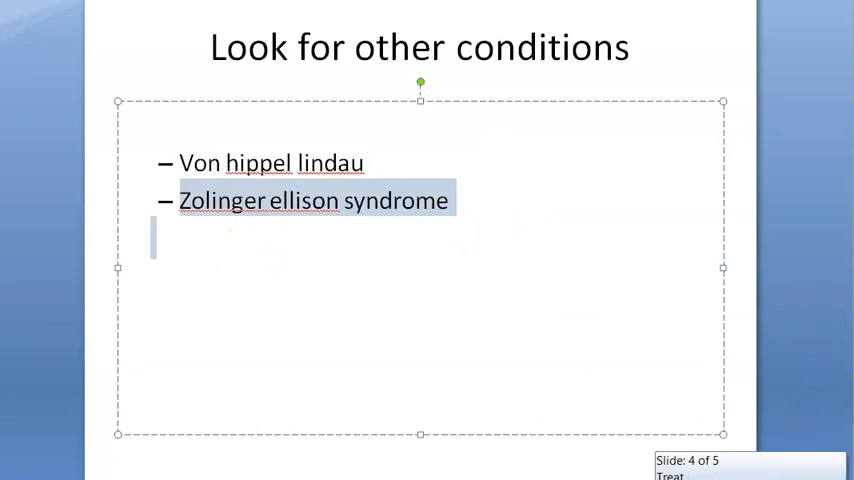 Look for other conditions
– Von hippel lindau
– Zolinger ellison syndrome
Slide: 4 of 5
Treat